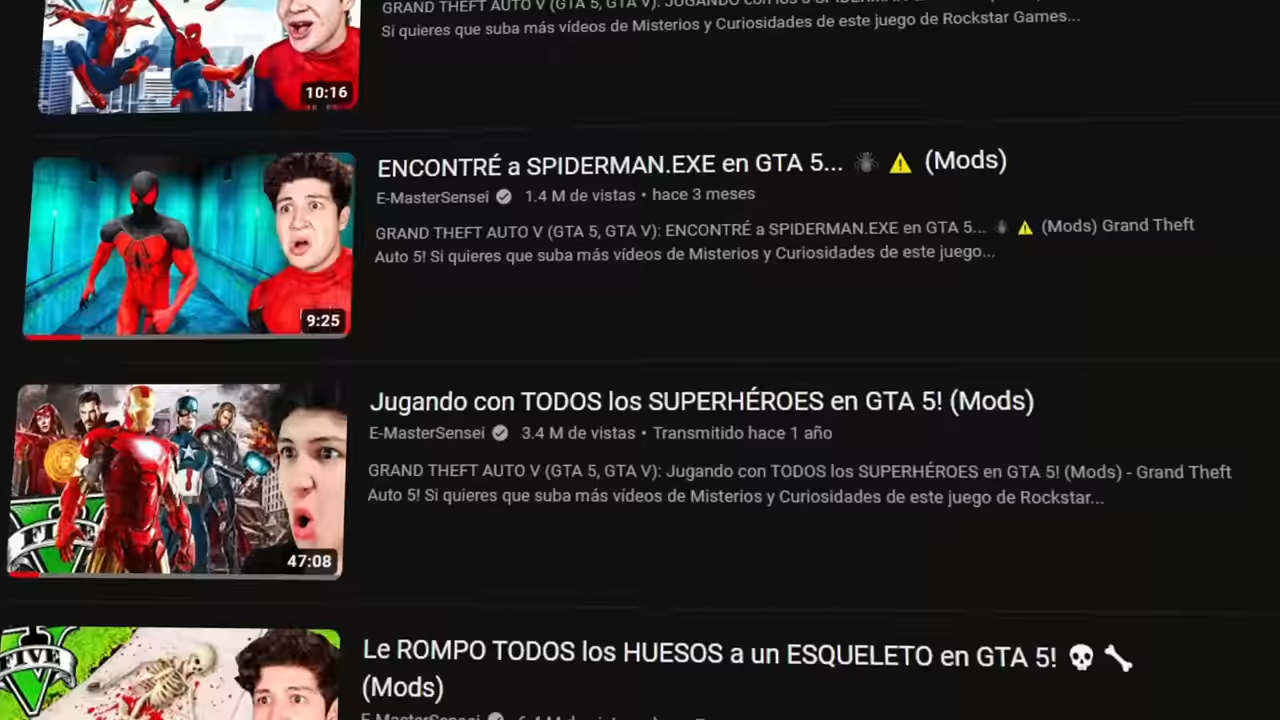 GRAND THEFT AUTO V (GTA 5, GTA V): JUGANDO con los 3
Si quieres que suba más vídeos de Misterios y Curiosidades de este juego de Rockstar Games...
10:16
ENCONTRÉ a SPIDERMAN.EXE en GTA 5... 🕷️ ⚠️ (Mods)
E-MasterSensei 1.4 M de vistas • hace 3 meses
GRAND THEFT AUTO V (GTA 5, GTA V): ENCONTRÉ a SPIDERMAN.EXE en GTA 5... 🕷️ ⚠️ (Mods) Grand Theft
Auto 5! Si quieres que suba más vídeos de Misterios y Curiosidades de este juego...
9:25
Jugando con TODOS los SUPERHÉROES en GTA 5! (Mods)
E-MasterSensei 3.4 M de vistas • Transmitido hace 1 año
GRAND THEFT AUTO V (GTA 5, GTA V): Jugando con TODOS los SUPERHÉROES en GTA 5! (Mods) - Grand Theft
Auto 5! Si quieres que suba más vídeos de Misterios y Curiosidades de este juego de Rockstar...
FIVE
47:08
Le ROMPO TODOS los HUESOS a un ESQUELETO en GTA 5! 💀 🦴
(Mods)
FIVE
E-MasterSensei